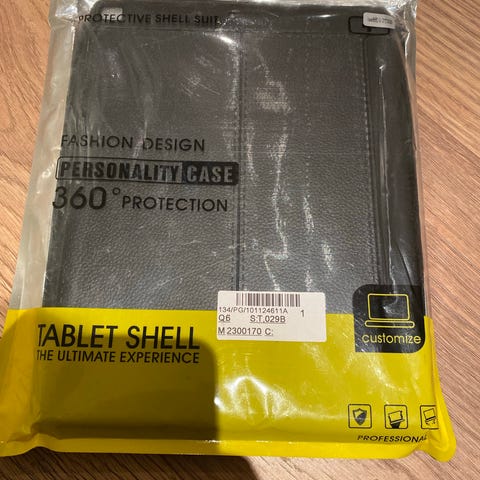 PROTECTIVE SHELL SUIT
FASHION DESIGN
PERSONALITY CASE
360° PROTECTION
134/PG/101124611A 1
Q6 S:T.029B
M 2300170 C:
customize
TABLET SHELL
THE ULTIMATE EXPERIENCE
PROFESSIONAL